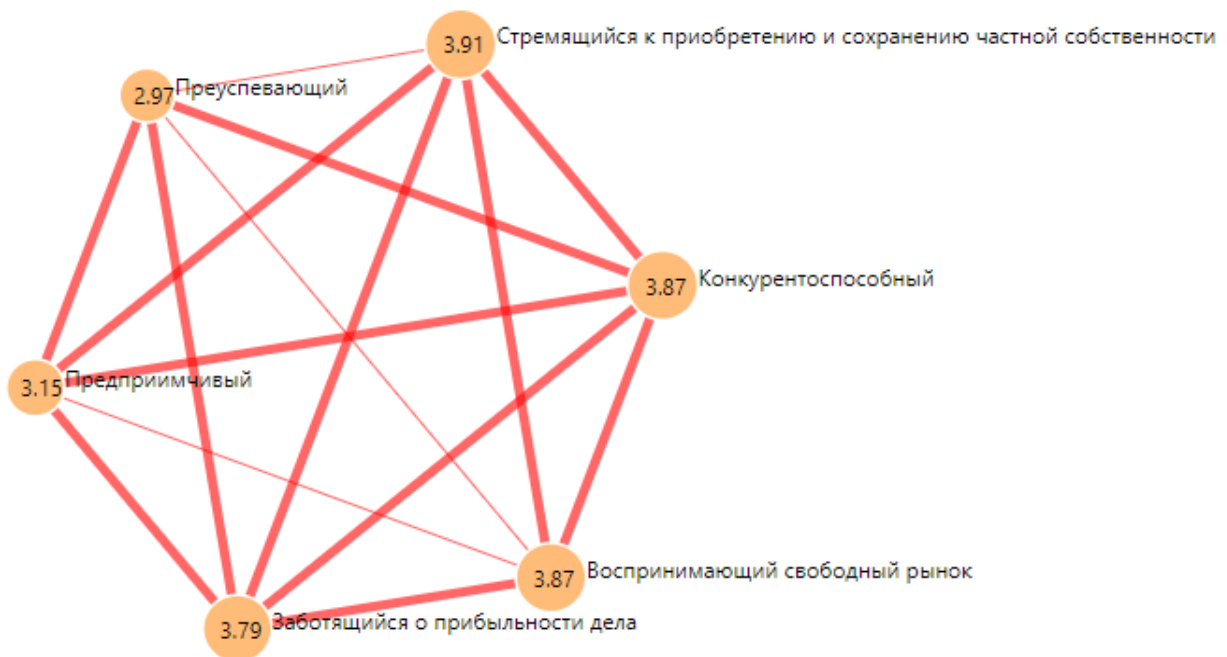 3.91 Стремящийся к приобретению и сохранению частной собственности
2.97 Преуспевающий
3.87 Конкурентоспособный
3.15 Предприимчивый
3.87 Воспринимающий свободный рынок
3.79 Заботящийся о прибыльности дела